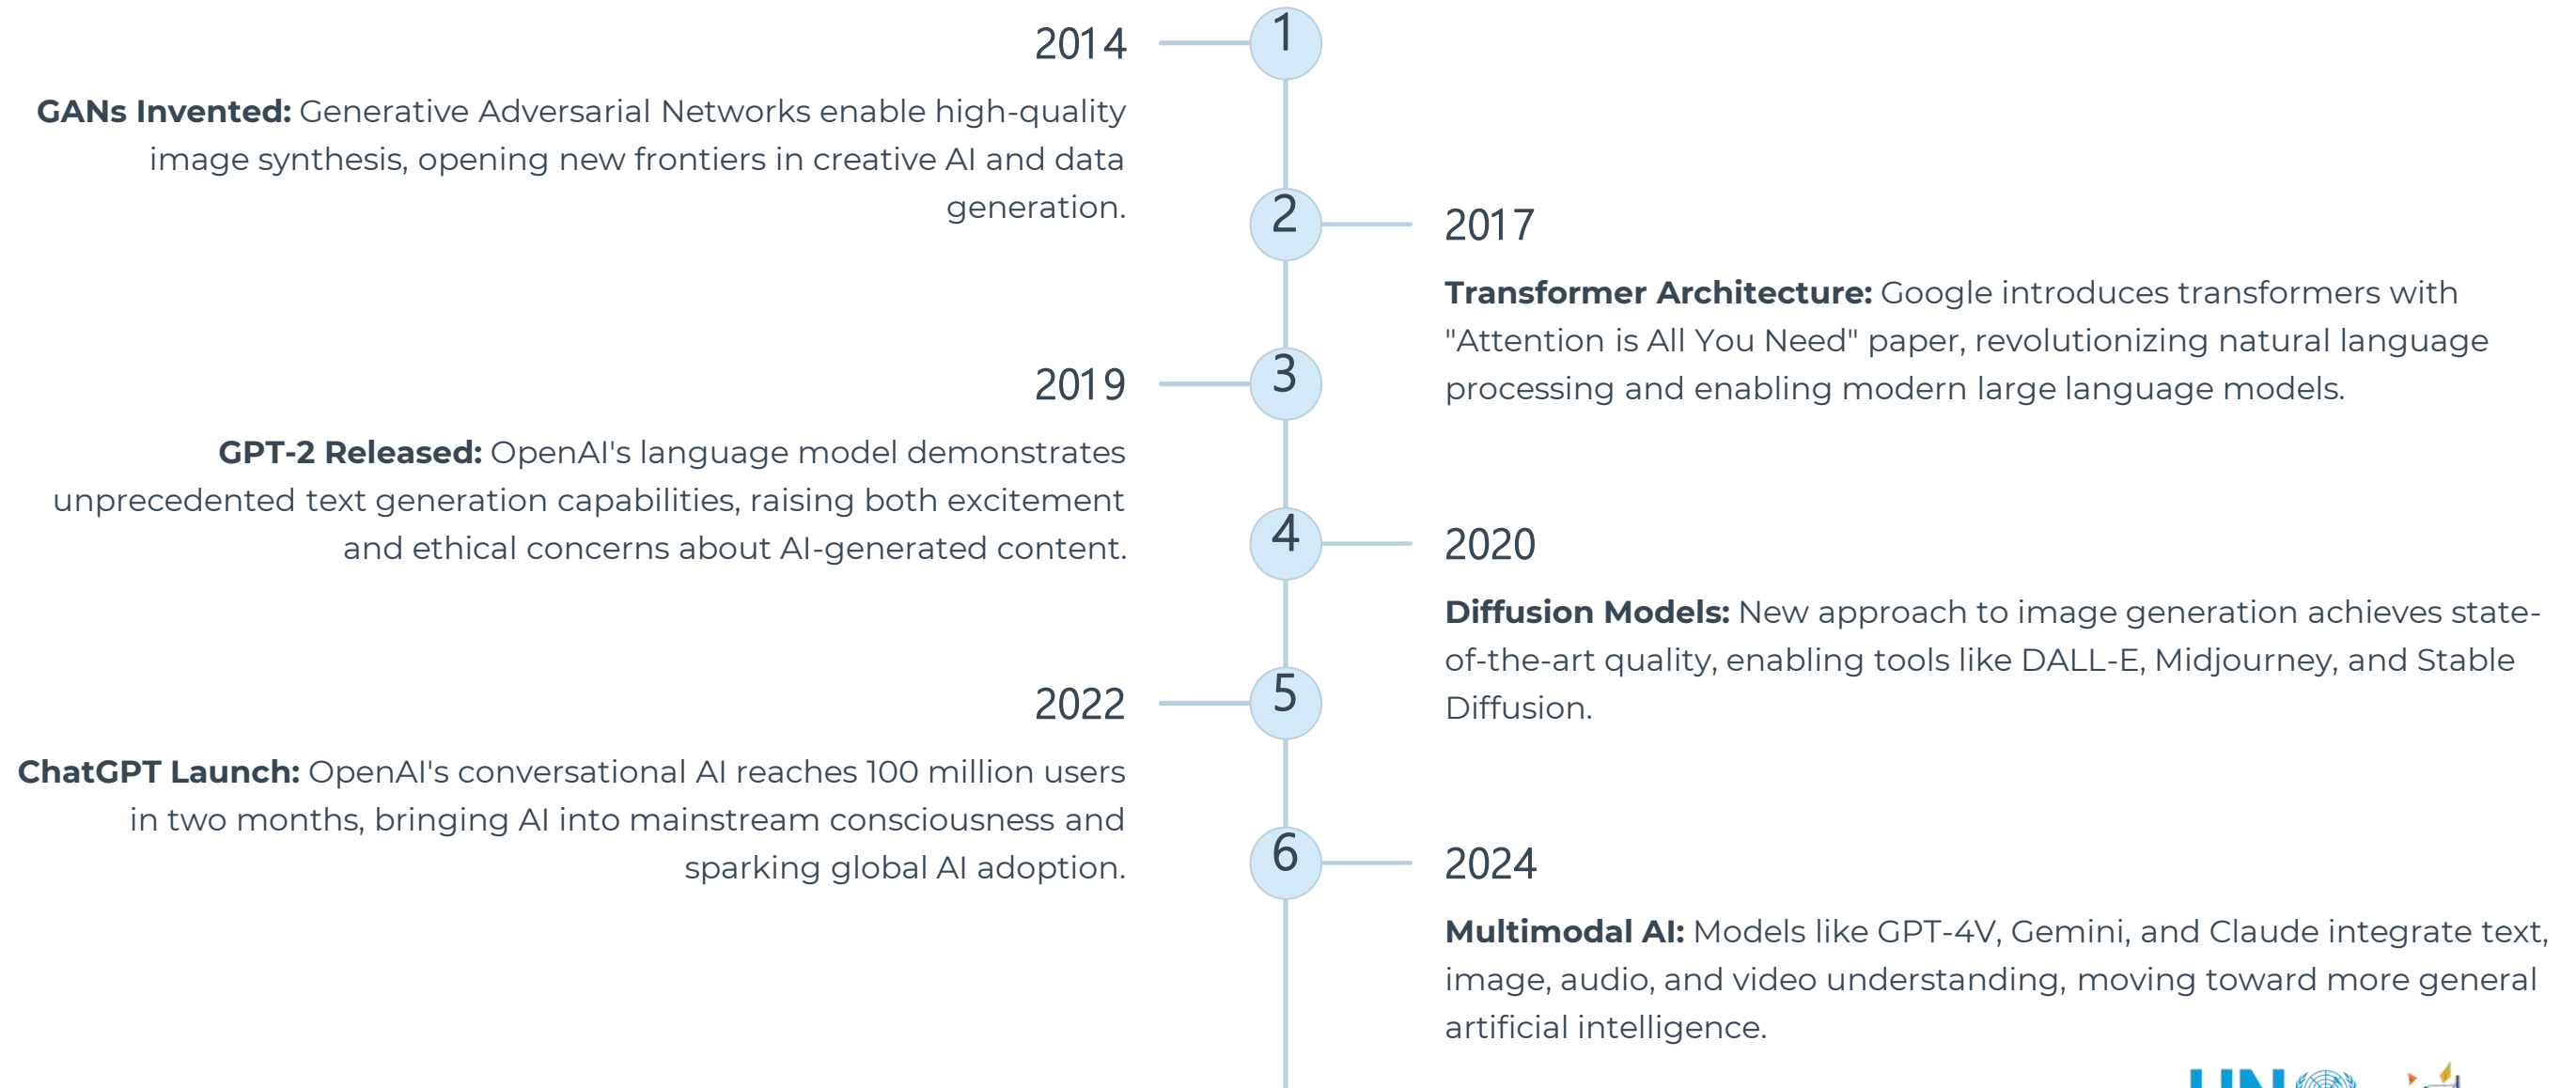 1
2014
GANs Invented: Generative Adversarial Networks enable high-quality
image synthesis, opening new frontiers in creative AI and data
generation.
2
2017
Transformer Architecture: Google introduces transformers with
"Attention is All You Need" paper, revolutionizing natural language
processing and enabling modern large language models.
3
2019
GPT-2 Released: OpenAI's language model demonstrates
unprecedented text generation capabilities, raising both excitement
and ethical concerns about AI-generated content.
4
2020
Diffusion Models: New approach to image generation achieves state-
of-the-art quality, enabling tools like DALL-E, Midjourney, and Stable
Diffusion.
5
2022
ChatGPT Launch: OpenAI's conversational AI reaches 100 million users
in two months, bringing AI into mainstream consciousness and
sparking global AI adoption.
6
2024
Multimodal AI: Models like GPT-4V, Gemini, and Claude integrate text,
image, audio, and video understanding, moving toward more general
artificial intelligence.